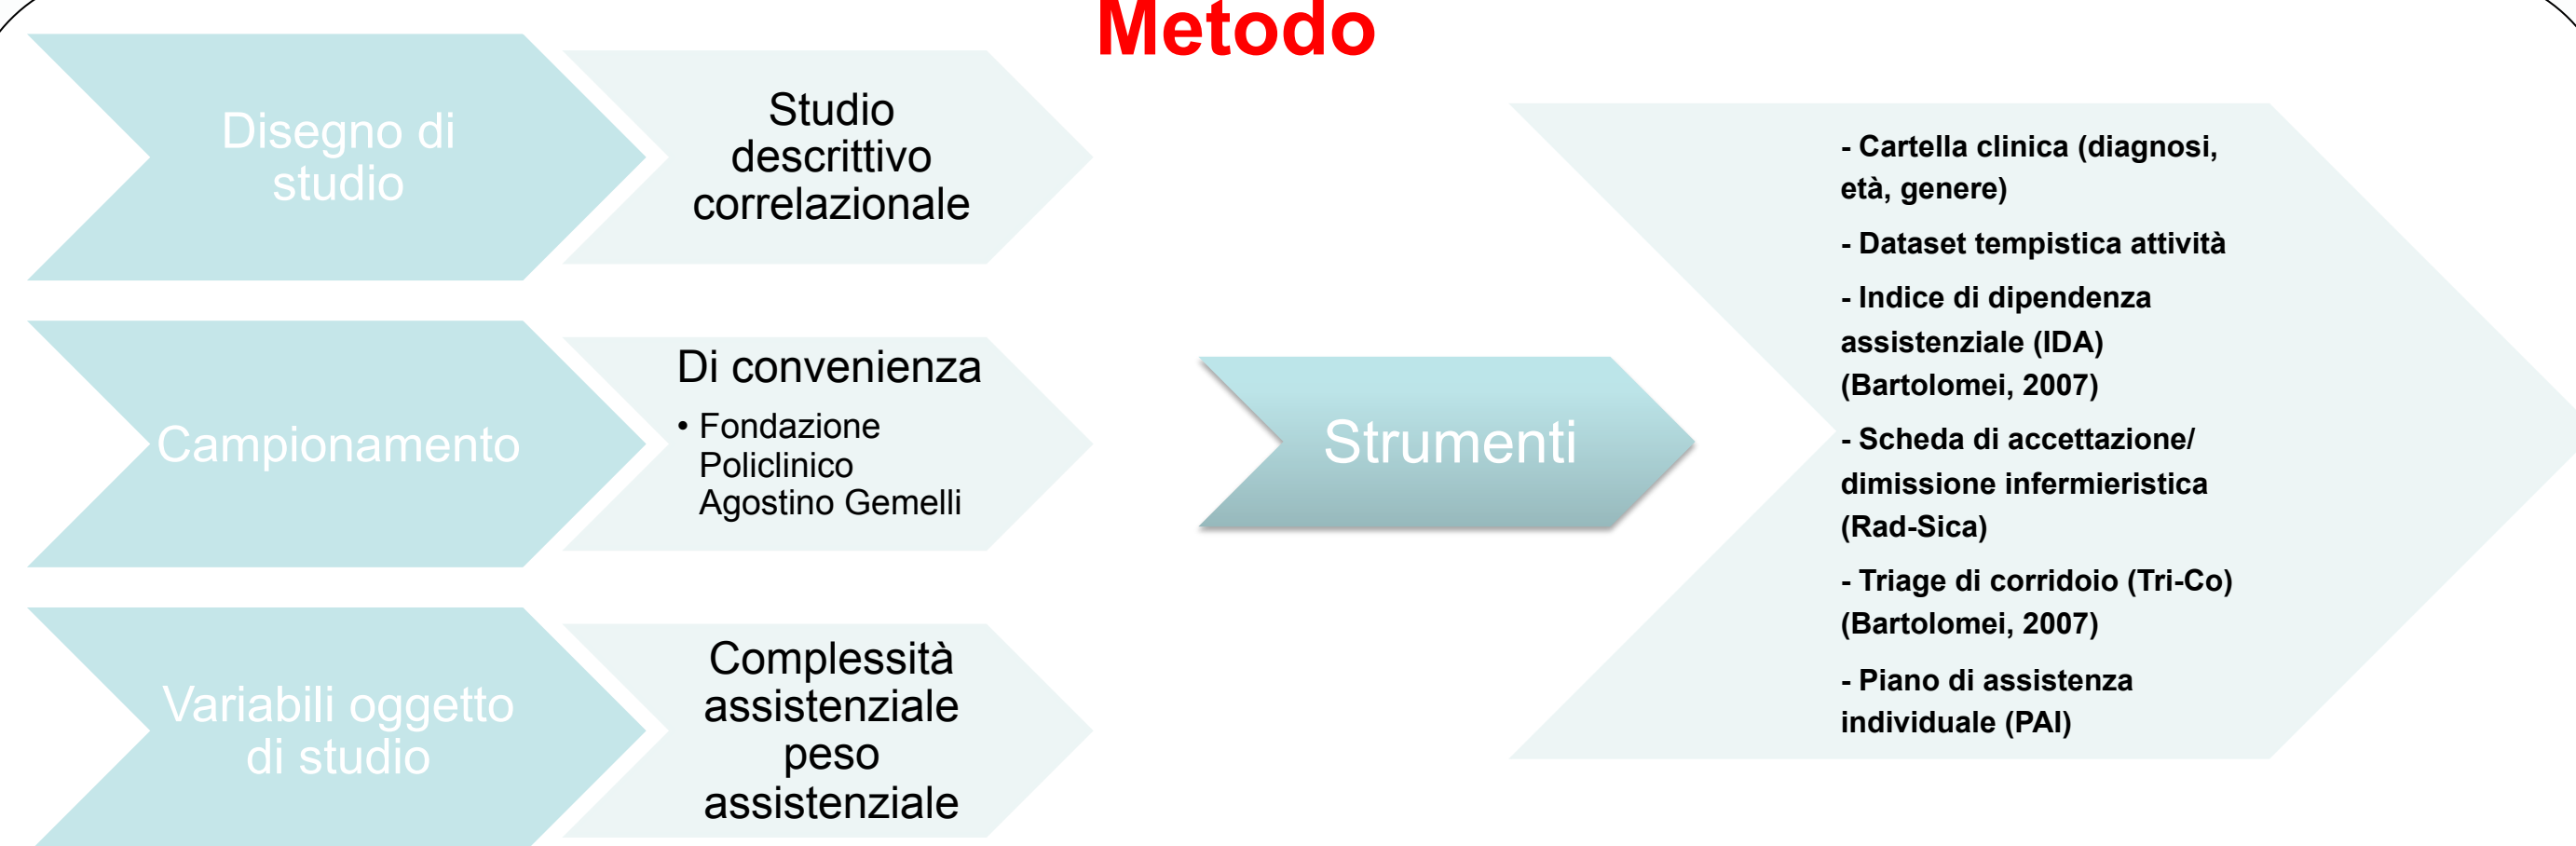 Metodo
Disegno di
studio
Studio
descrittivo
correlazionale
Campionamento
Di convenienza
• Fondazione
Policlinico
Agostino Gemelli
Variabili oggetto
di studio
Complessità
assistenziale
peso
assistenziale
Strumenti
- Cartella clinica (diagnosi,
età, genere)
- Dataset tempistica attività
- Indice di dipendenza
assistenziale (IDA)
(Bartolomei, 2007)
- Scheda di accettazione/
dimissione infermieristica
(Rad-Sica)
- Triage di corridoio (Tri-Co)
(Bartolomei, 2007)
- Piano di assistenza
individuale (PAI)